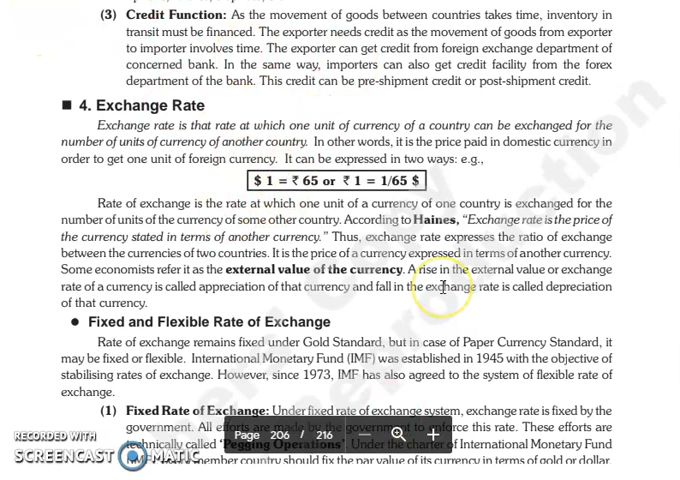 (3) Credit Function: As the movement of goods between countries takes time, inventory in
transit must be financed. The exporter needs credit as the movement of goods from exporter
to importer involves time. The exporter can get credit from foreign exchange department of
concerned bank. In the same way, importers can also get credit facility from the forex
department of the bank. This credit can be pre-shipment credit or post-shipment credit.
■ 4. Exchange Rate
Exchange rate is that rate at which one unit of currency of a country can be exchanged for the
number of units of currency of another country. In other words, it is the price paid in domestic currency in
order to get one unit of foreign currency. It can be expressed in two ways: e.g.,
$ 1 = ₹ 65 or ₹ 1 = 1/65 $
Rate of exchange is the rate at which one unit of a currency of one country is exchanged for the
number of units of the currency of some other country. According to Haines, "Exchange rate is the price of
the currency stated in terms of another currency." Thus, exchange rate expresses the ratio of exchange
between the currencies of two countries. It is the price of a currency expressed in terms of another currency.
Some economists refer it as the external value of the currency. A rise in the external value or exchange
rate of a currency is called appreciation of that currency and fall in the exchange rate is called depreciation
of that currency.
• Fixed and Flexible Rate of Exchange
Rate of exchange remains fixed under Gold Standard, but in case of Paper Currency Standard, it
may be fixed or flexible. International Monetary Fund (IMF) was established in 1945 with the objective of
stabilising rates of exchange. However, since 1973, IMF has also agreed to the system of flexible rate of
exchange.
(1) Fixed Rate of Exchange: Under fixed rate of exchange system, exchange rate is fixed by the
government. All efforts are made by the government to enforce this rate. These efforts are
technically called 'Pegging Operations'. Under the charter of International Monetary Fund
member country should fix the par value of its currency in terms of gold or dollar.
Page 206 / 216
RECORDED WITH
SCREENCAST MATIC